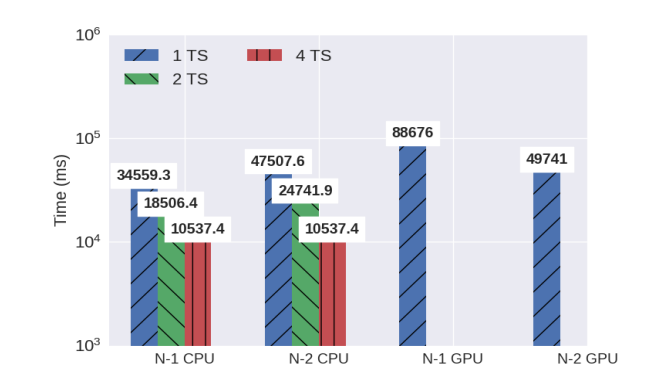 10^6
1 TS
4 TS
2 TS
10^5
88676
47507.6
49741
34559.3
24741.9
18506.4
10537.4
10537.4
Time (ms)
10^4
10^3
N-1 CPU
N-2 CPU
N-1 GPU
N-2 GPU